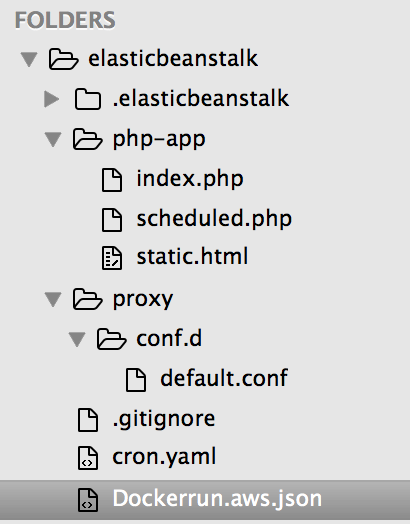 FOLDERS
elasticbeanstalk
.elasticbeanstalk
php-app
index.php
scheduled.php
static.html
proxy
conf.d
default.conf
.gitignore
cron.yaml
Dockerrun.aws.json